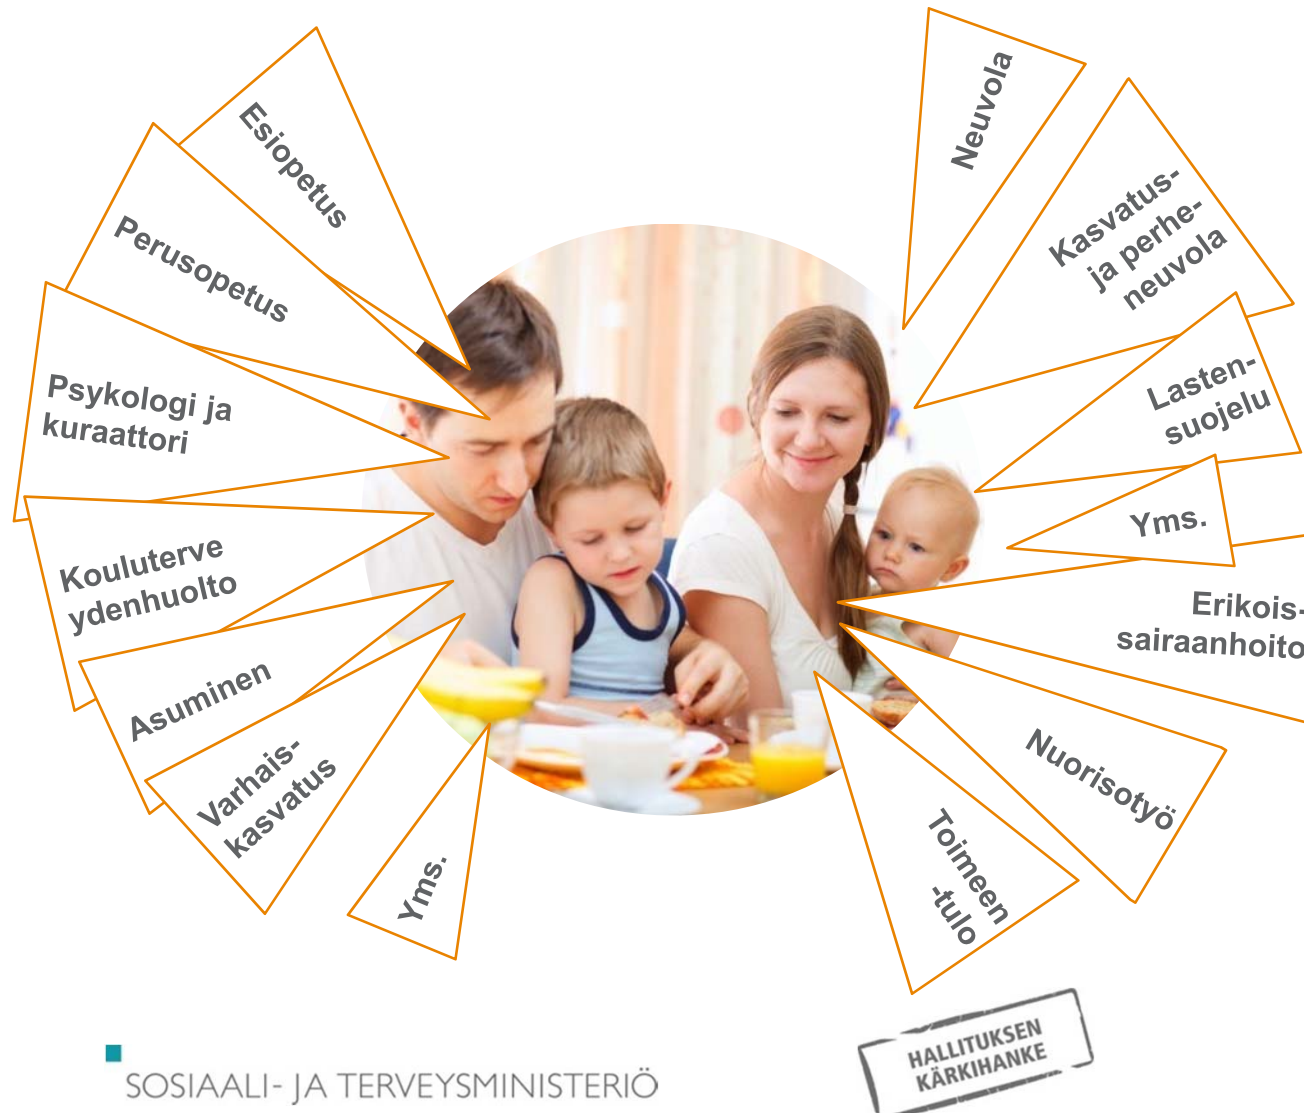 Esiopetus
Perusopetus
Psykologi ja
kuraattori
Kouluterve
ydenhuolto
Asuminen
Varhais-
kasvatus
Yms.
Neuvola
Kasvatus-
ja perhe-
neuvola
Lasten-
suojelu
Yms.
Erikois-
sairaanhoito
Nuorisotyö
Toimeen
-tulo
SOSIAALI- JA TERVEYSMINISTERIÖ
HALLITUKSEN
KÄRKIHANKE